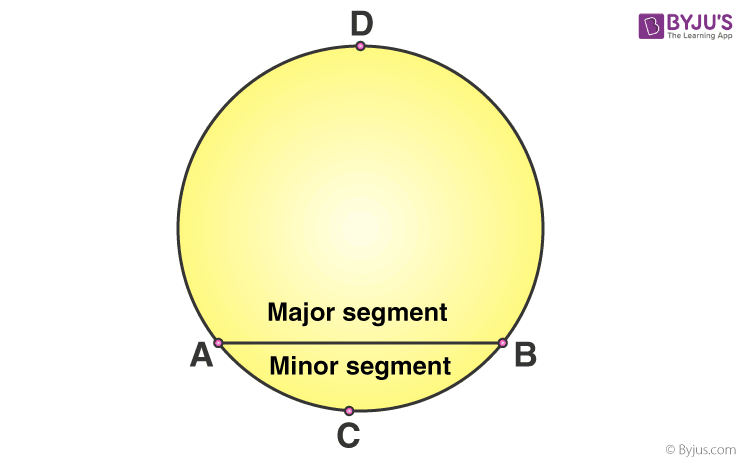 D
BYJU'S
The Learning App
Major segment
A
B
Minor segment
C
© Byjus.com